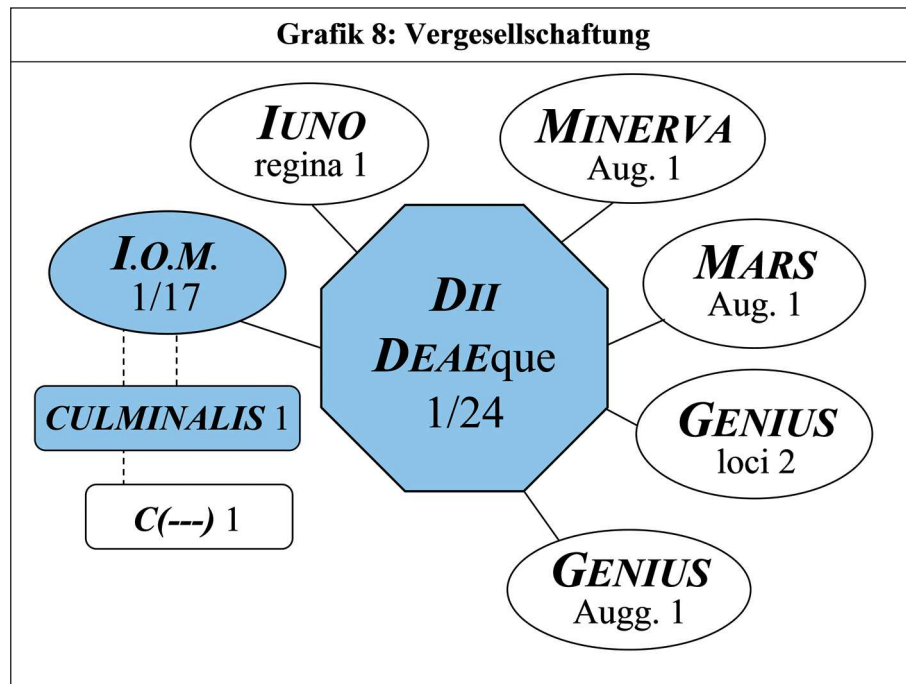 Grafik 8: Vergesellschaftung
IUNO
regina 1
MINERVA
Aug. 1
I.O.M.
1/17
MARS
Aug. 1
DII
DEAEque
1/24
CULMINALIS 1
GENIUS
loci 2
C(---) 1
GENIUS
Augg. 1